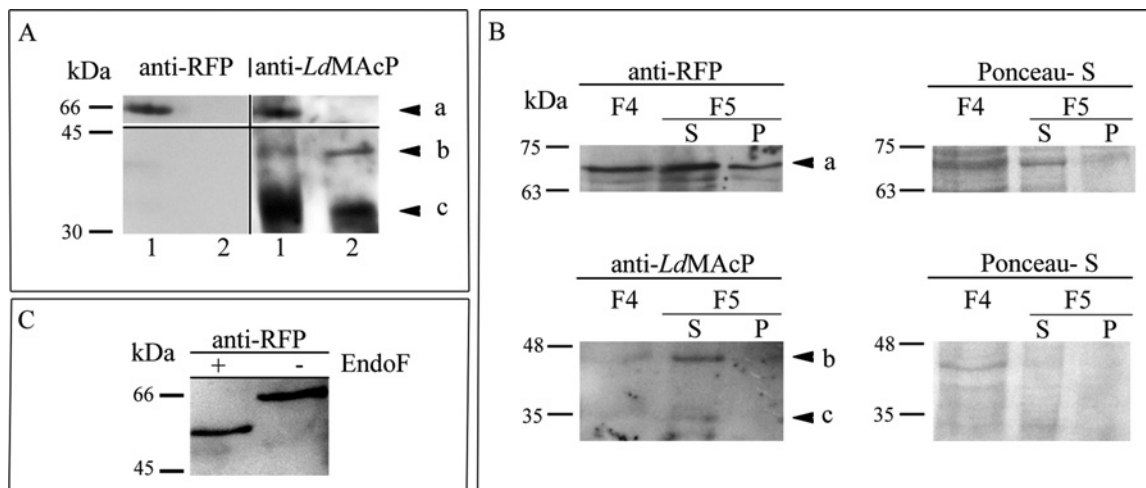 A
kDa
anti-RFP
anti-LdMAcP
66
a
45
b
c
30
1 2 1 2
B
anti-RFP
Ponceau- S
kDa
F4 F5
F4 F5
S P
S P
75
75
a
63
63
anti-LdMAcP
Ponceau- S
F4 F5
F4 F5
S P
S P
48
48
b
35
35
c
C
anti-RFP
kDa
+ - EndoF
66
45